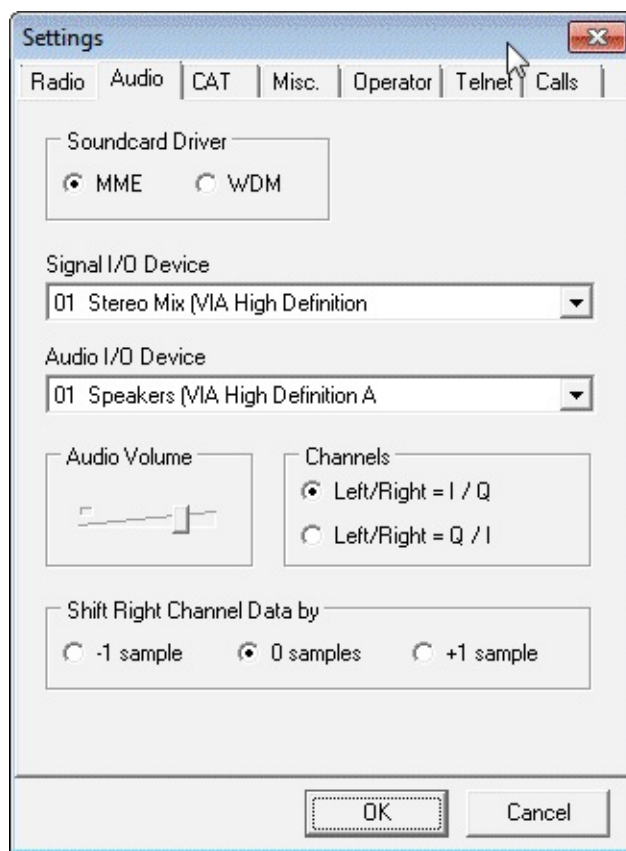 Settings
Radio Audio CAT Misc. Operator Telnet Calls
Soundcard Driver
MME WDM
Signal I/O Device
01 Stereo Mix (VIA High Definition
Audio I/O Device
01 Speakers (VIA High Definition A
Audio Volume Channels
Left/Right = I / Q
Left/Right = Q / I
Shift Right Channel Data by
-1 sample 0 samples +1 sample
OK Cancel